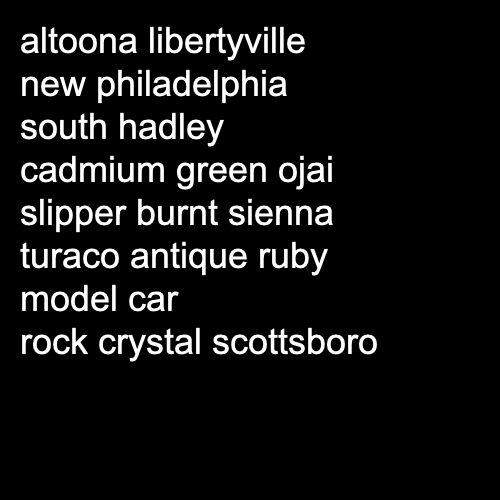 altoona libertyville
new philadelphia
south hadley
cadmium green ojai
slipper burnt sienna
turaco antique ruby
model car
rock crystal scottsboro